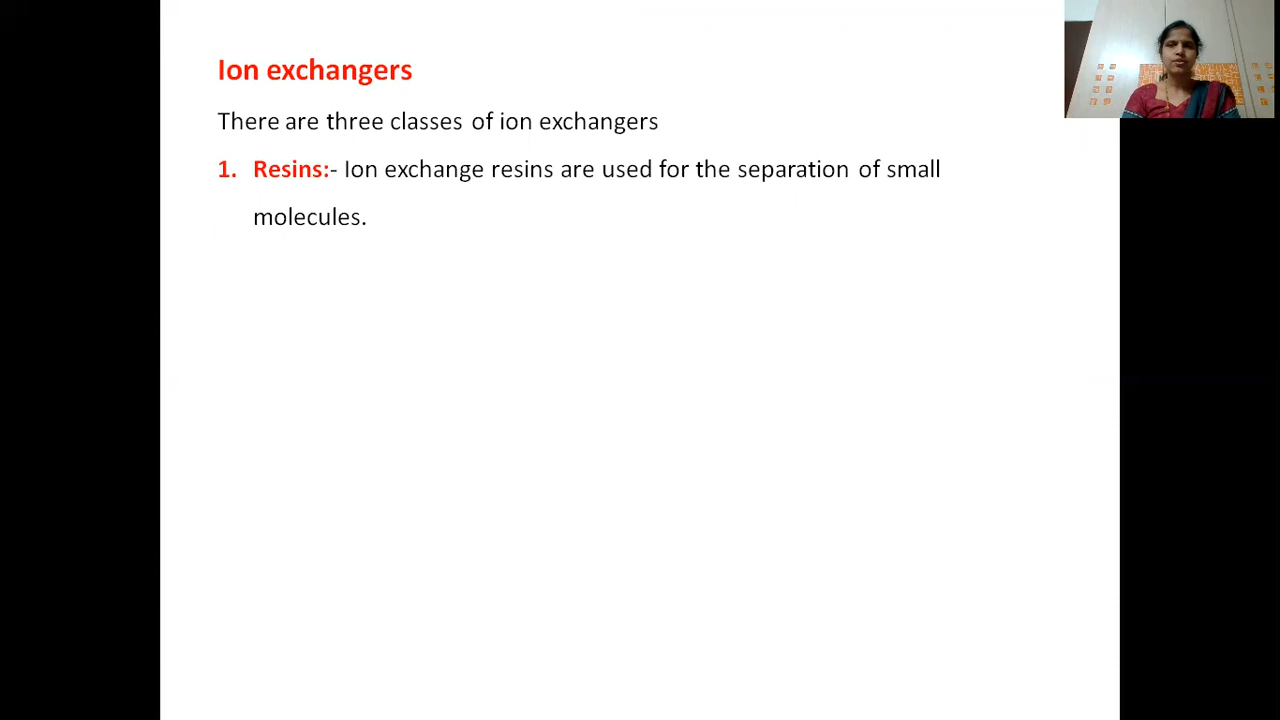 Ion exchangers
There are three classes of ion exchangers
1. Resins:- Ion exchange resins are used for the separation of small
molecules.